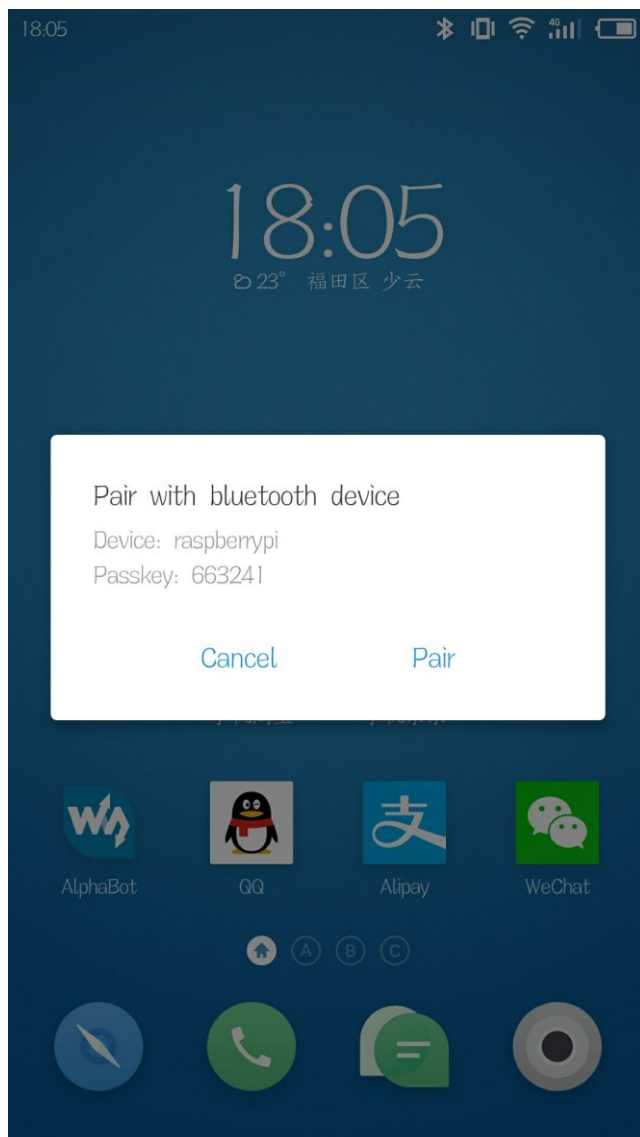 18:05
4G
18:05
23° 福田区 少云
Pair with bluetooth device
Device: raspberrypi
Passkey: 663241
Cancel Pair
AlphaBot QQ Alipay WeChat
A B C